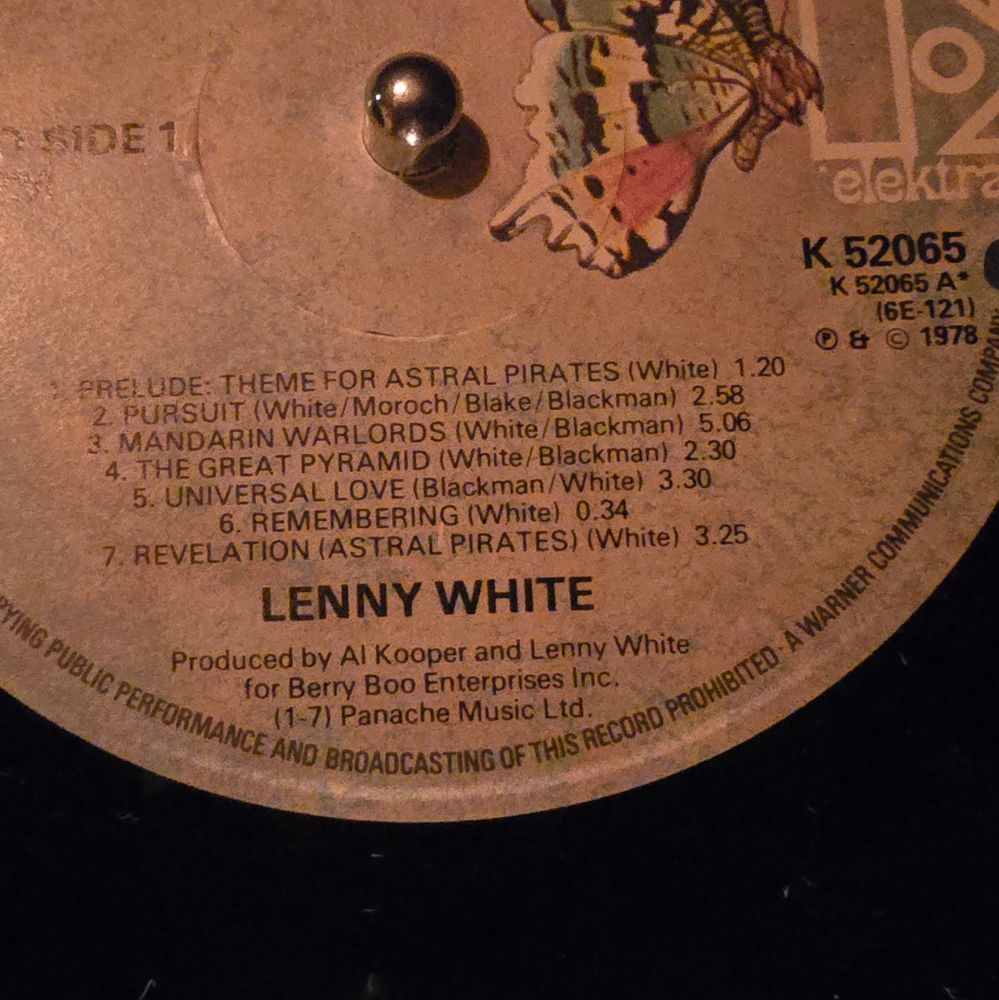 SIDE 1
elektra
K 52065
K 52065 A*
(6E-121)
℗ & © 1978
1. PRELUDE: THEME FOR ASTRAL PIRATES (White) 1.20
2. PURSUIT (White/Moroch/Blake/Blackman) 2.58
3. MANDARIN WARLORDS (White/Blackman) 5.06
4. THE GREAT PYRAMID (White/Blackman) 2.30
5. UNIVERSAL LOVE (Blackman/White) 3.30
6. REMEMBERING (White) 0.34
7. REVELATION (ASTRAL PIRATES) (White) 3.25
LENNY WHITE
Produced by Al Kooper and Lenny White
for Berry Boo Enterprises Inc.
(1-7) Panache Music Ltd.
PUBLIC PERFORMANCE AND BROADCASTING OF THIS RECORD PROHIBITED · A WARNER COMMUNICATIONS COMPANY